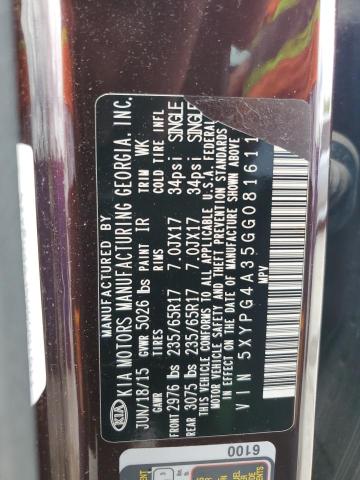 MANUFACTURED BY
KIA MOTORS MANUFACTURING GEORGIA, INC.
KIA
JUN/18/15 GVWR 5026 lbs PAINT IR TRIM WK
GAWR TIRES RIMS COLD TIRE INFL
FRONT 2976 lbs 235/65R17 7.0JX17 34psi SINGLE
REAR 3075 lbs 235/65R17 7.0JX17 34psi SINGLE
THIS VEHICLE CONFORMS TO ALL APPLICABLE U.S.A. FEDERAL
MOTOR VEHICLE SAFETY AND THEFT PREVENTION STANDARDS
IN EFFECT ON THE DATE OF MANUFACTURE SHOWN ABOVE.
VIN 5XYPG4A35GG081611
MPV
6100